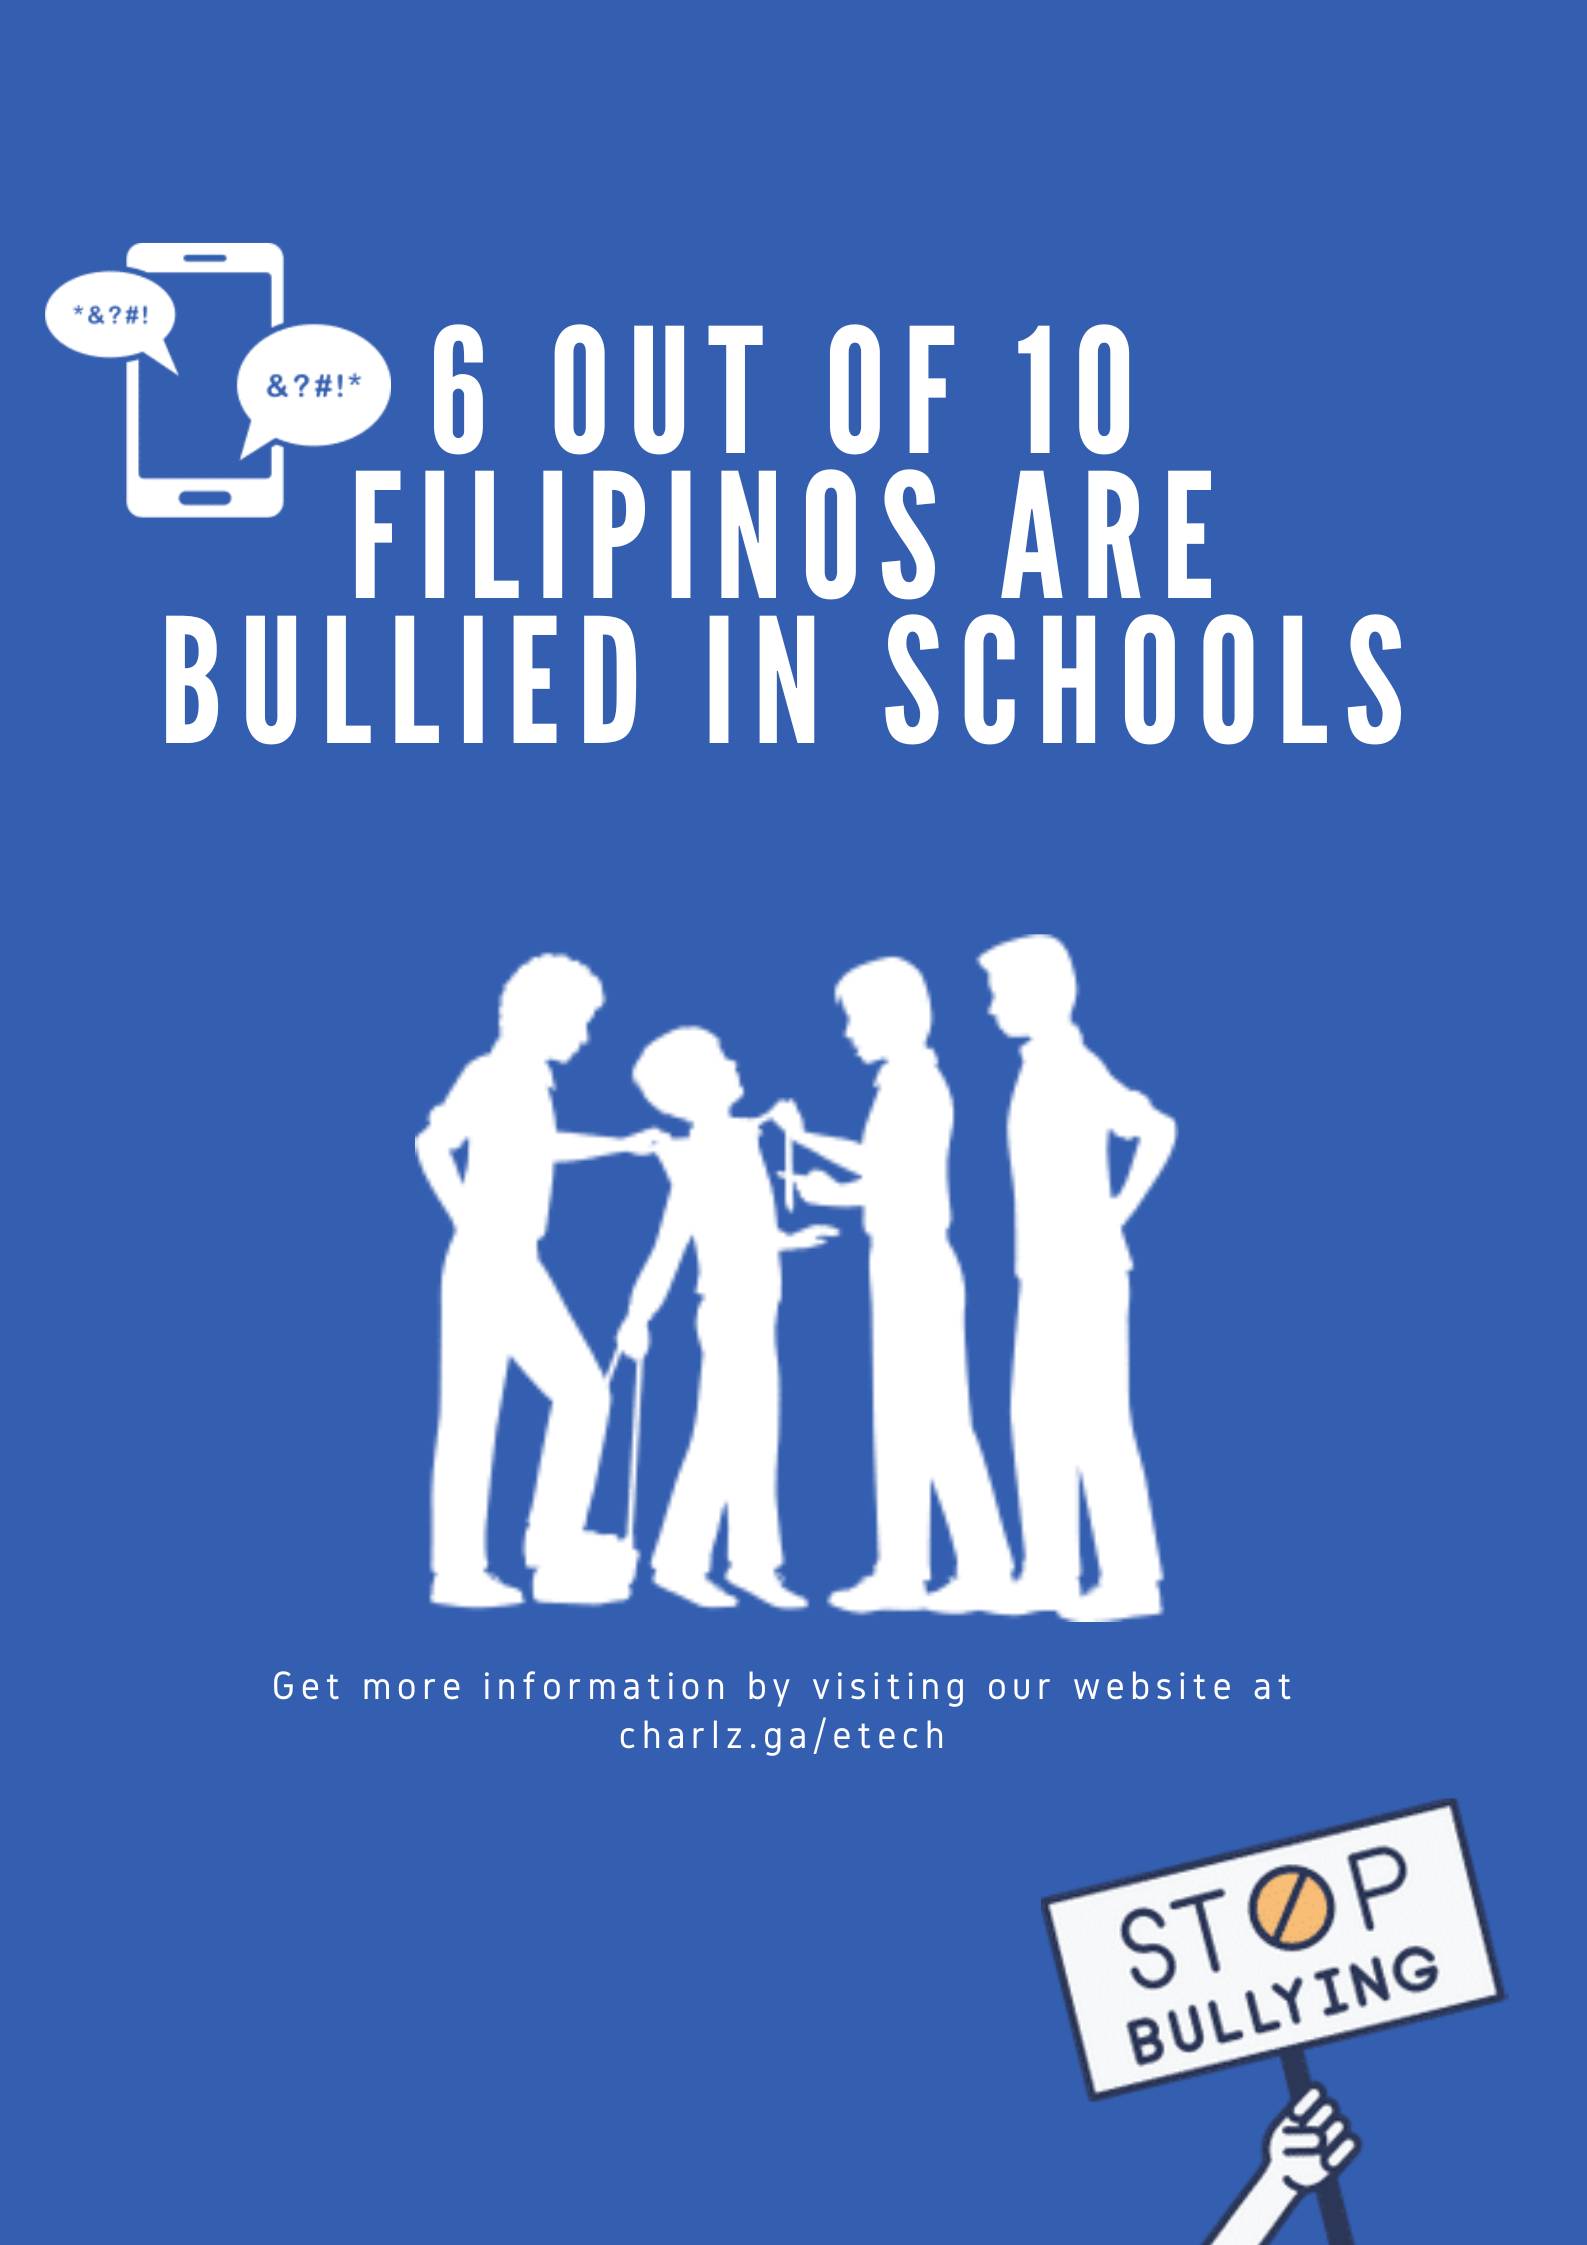 *&?#!
&?#!*
6 OUT OF 10
FILIPINOS ARE
BULLIED IN SCHOOLS
Get more information by visiting our website at
charlz.ga/etech
STOP
BULLYING